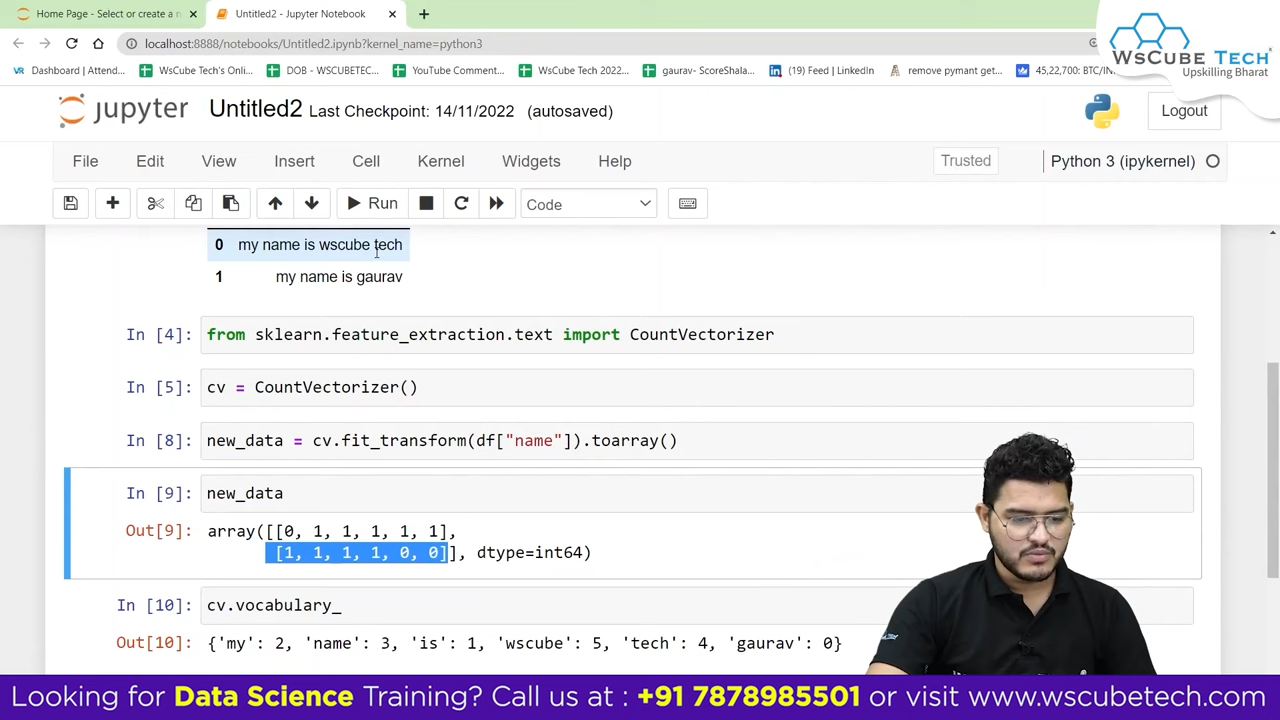 Home Page - Select or create a n
Untitled2 - Jupyter Notebook
localhost:8888/notebooks/Untitled2.ipynb?kernel_name=python3
WsCube Tech
Upskilling Bharat
Dashboard | Attend...
WsCube Tech's Onli...
DOB - WSCUBETEC...
YouTube Comment...
WsCube Tech 2022...
gaurav- ScoreShala...
(19) Feed | LinkedIn
remove pymant get...
45,22,700: BTC/IN
jupyter Untitled2 Last Checkpoint: 14/11/2022 (autosaved)
Logout
File Edit View Insert Cell Kernel Widgets Help
Trusted
Python 3 (ipykernel)
Run
Code
0 my name is wscube tech
1 my name is gaurav
In [4]: from sklearn.feature_extraction.text import CountVectorizer
In [5]: cv = CountVectorizer()
In [8]: new_data = cv.fit_transform(df["name"]).toarray()
In [9]: new_data
Out[9]: array([[0, 1, 1, 1, 1, 1],
[1, 1, 1, 1, 0, 0]], dtype=int64)
In [10]: cv.vocabulary_
Out[10]: {'my': 2, 'name': 3, 'is': 1, 'wscube': 5, 'tech': 4, 'gaurav': 0}
Looking for Data Science Training? Call us at : +91 7878985501 or visit www.wscubetech.com